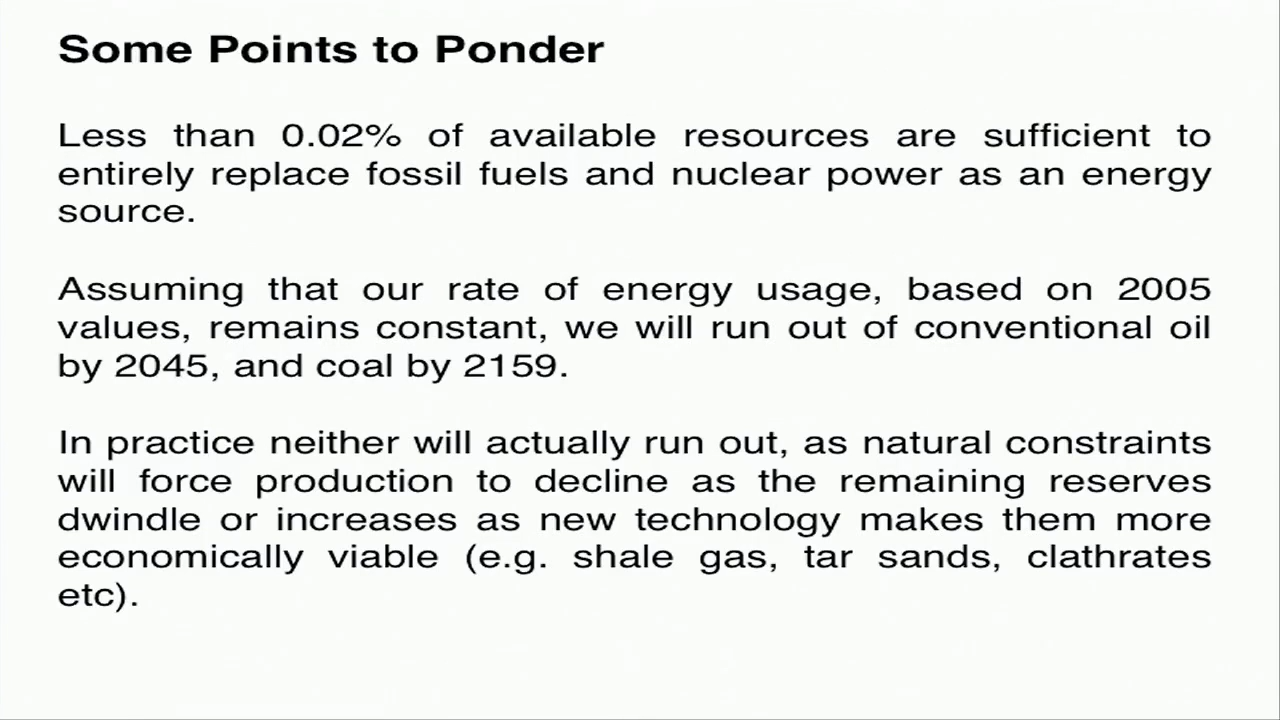 Some Points to Ponder
Less than 0.02% of available resources are sufficient to
entirely replace fossil fuels and nuclear power as an energy
source.
Assuming that our rate of energy usage, based on 2005
values, remains constant, we will run out of conventional oil
by 2045, and coal by 2159.
In practice neither will actually run out, as natural constraints
will force production to decline as the remaining reserves
dwindle or increases as new technology makes them more
economically viable (e.g. shale gas, tar sands, clathrates
etc).